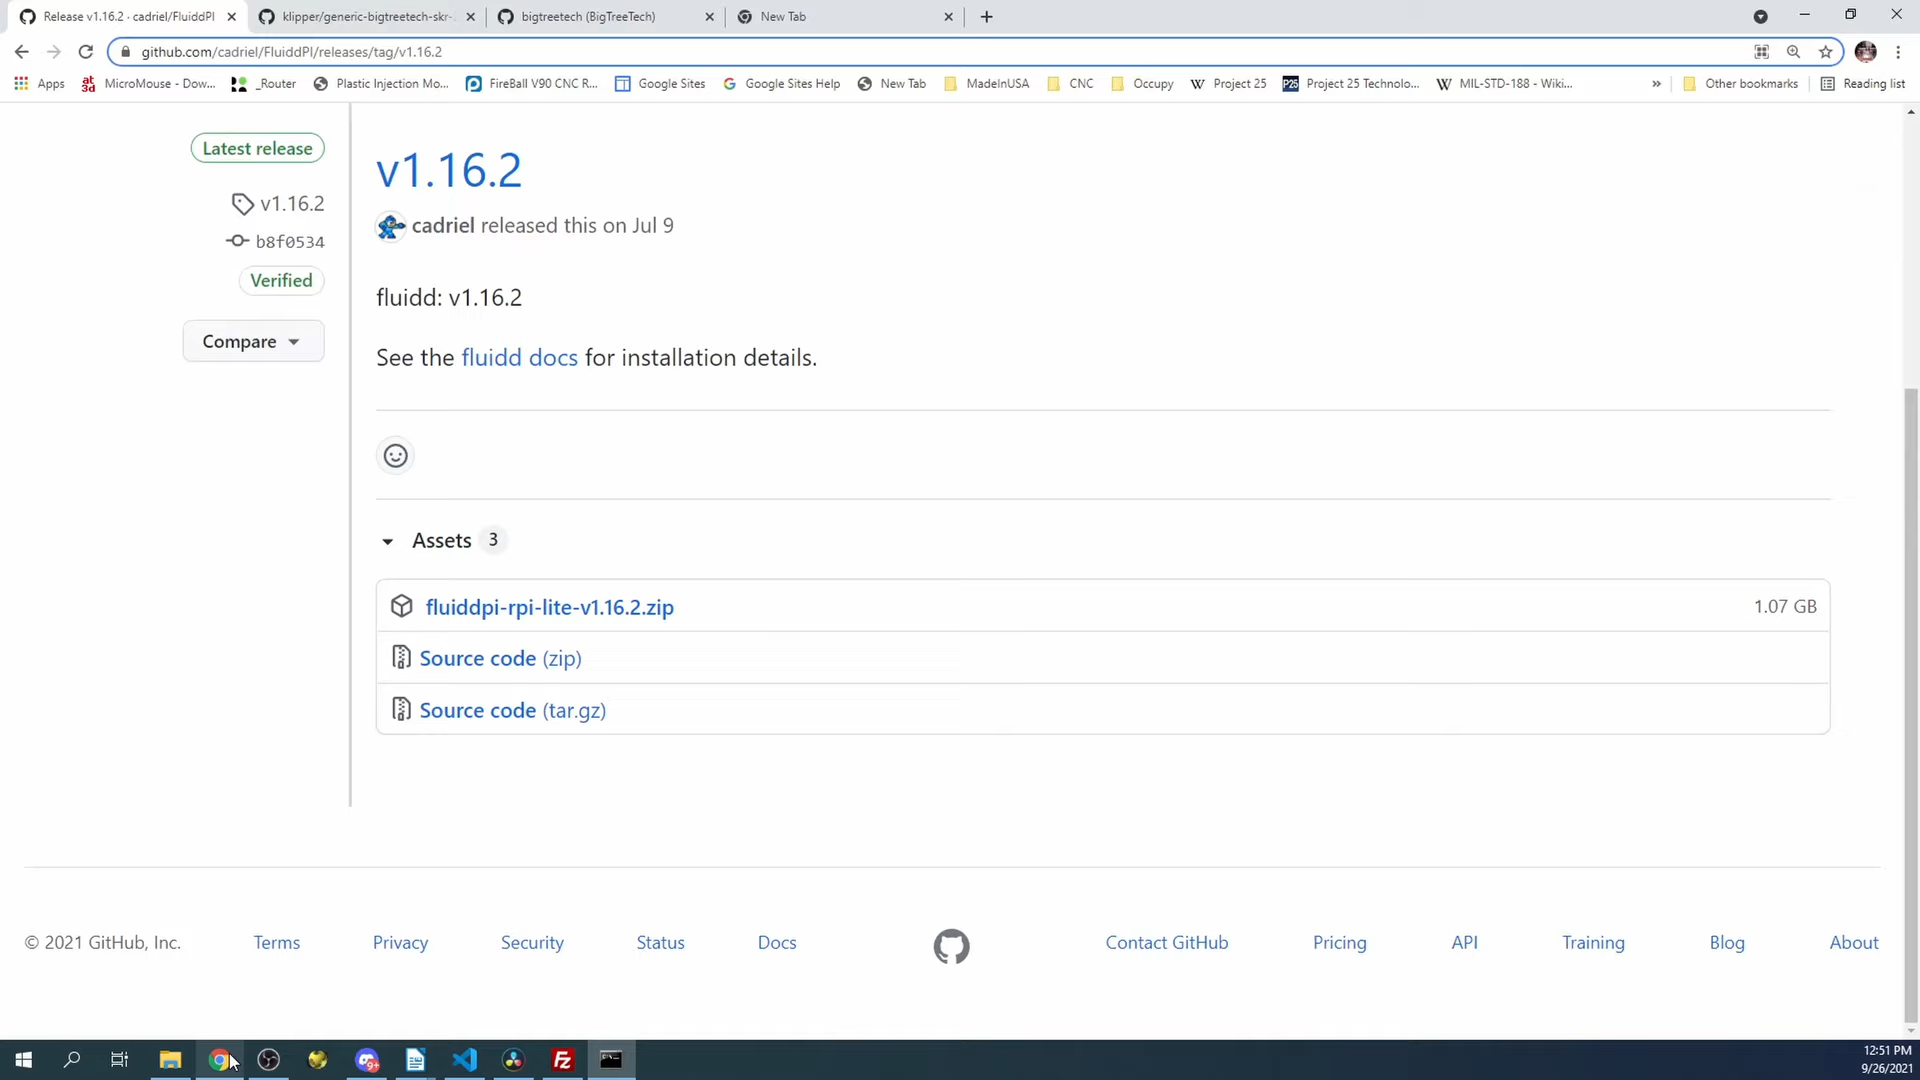 Release v1.16.2 · cadriel/FluiddPI
klipper/generic-bigtreetech-skr-
bigtreetech (BigTreeTech)
New Tab
github.com/cadriel/FluiddPI/releases/tag/v1.16.2
Apps
MicroMouse - Dow...
_Router
Plastic Injection Mo...
FireBall V90 CNC R...
Google Sites
Google Sites Help
New Tab
MadeInUSA
CNC
Occupy
Project 25
Project 25 Technolo...
MIL-STD-188 - Wiki...
»
Other bookmarks
Reading list
Latest release
v1.16.2
b8f0534
Verified
Compare
v1.16.2
cadriel released this on Jul 9
fluidd: v1.16.2
See the fluidd docs for installation details.
Assets 3
fluiddpi-rpi-lite-v1.16.2.zip 1.07 GB
Source code (zip)
Source code (tar.gz)
© 2021 GitHub, Inc. Terms Privacy Security Status Docs Contact GitHub Pricing API Training Blog About
12:51 PM
9/26/2021